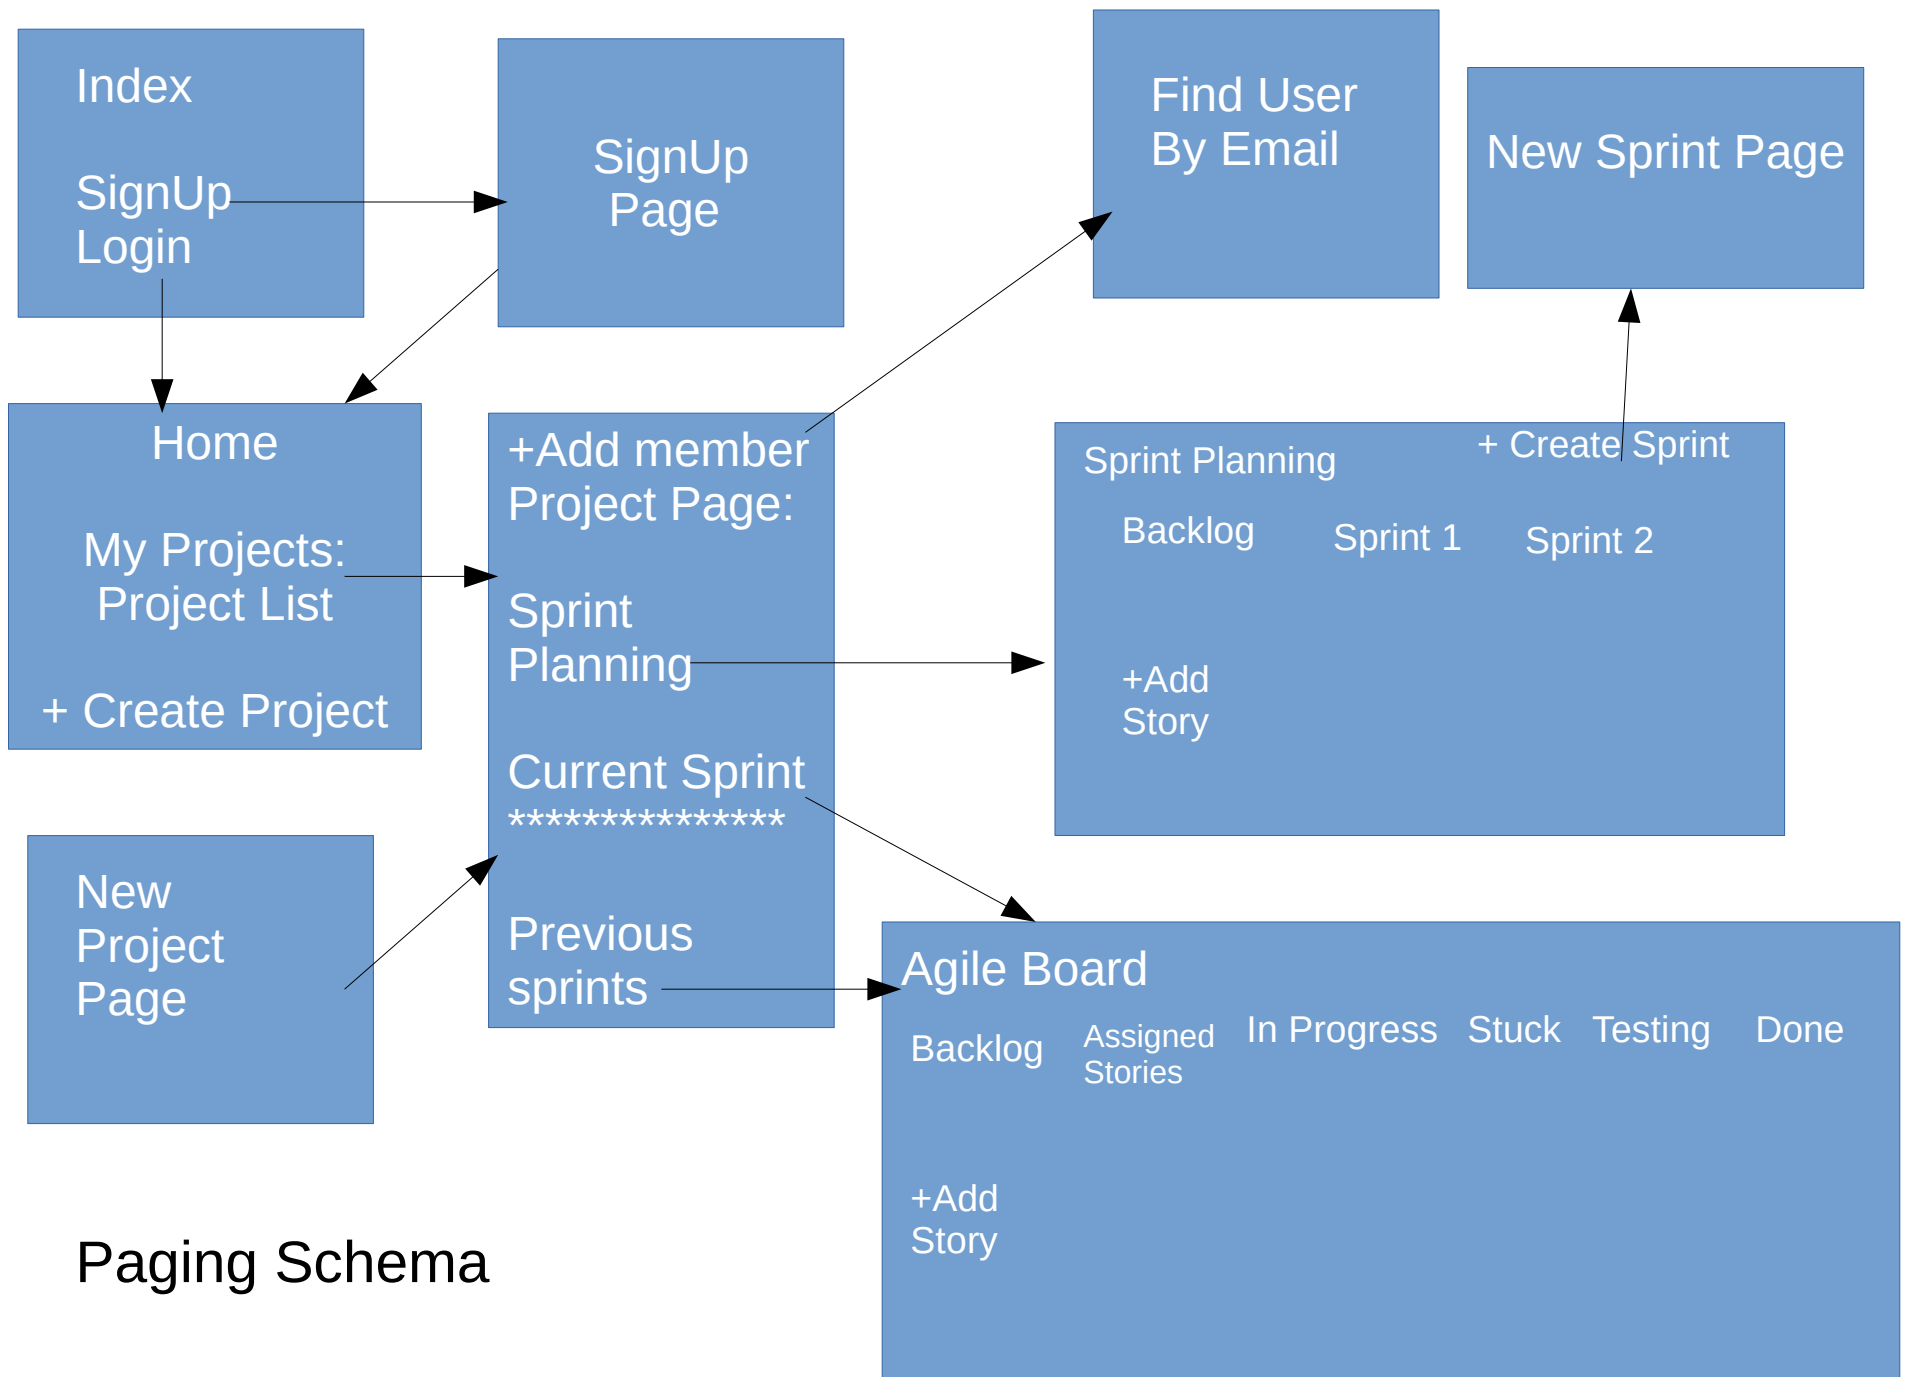 Index
SignUp
Login
SignUp
Page
Find User
By Email
New Sprint Page
Home
My Projects:
Project List
+ Create Project
+Add member
Project Page:
Sprint
Planning
Current Sprint
***************
Previous
sprints
Sprint Planning
+ Create Sprint
Backlog
Sprint 1
Sprint 2
+Add
Story
New
Project
Page
Agile Board
Backlog
Assigned
Stories
In Progress
Stuck
Testing
Done
+Add
Story
Paging Schema